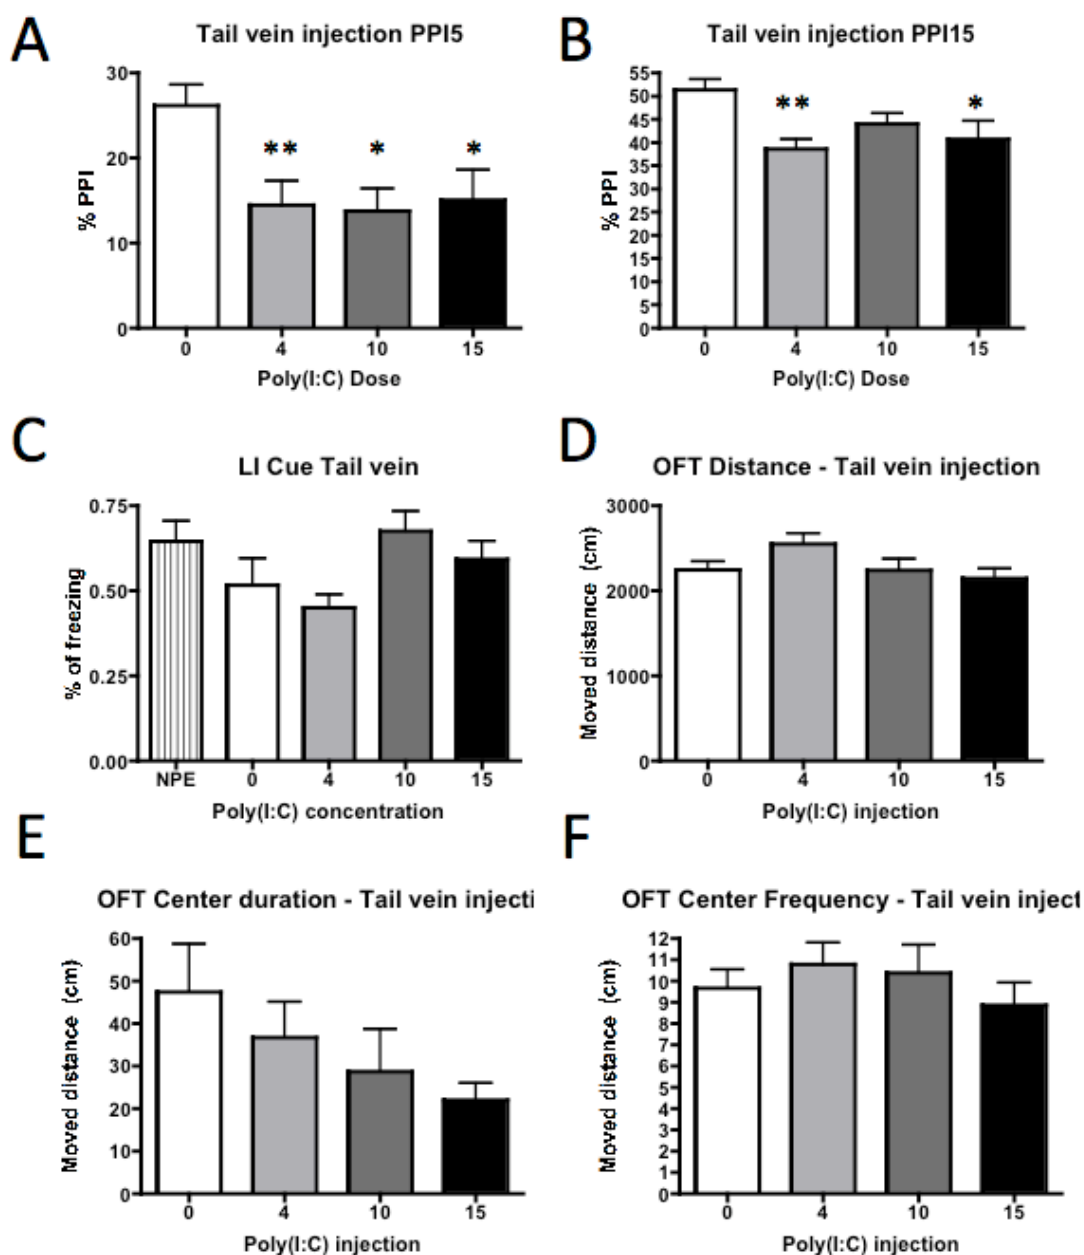 A
Tail vein injection PPI5
% PPI
30
20
10
0
** * *
0 4 10 15
Poly(I:C) Dose
B
Tail vein injection PPI15
% PPI
55
50
45
40
35
30
25
20
15
10
5
0
** *
0 4 10 15
Poly(I:C) Dose
C
LI Cue Tail vein
% of freezing
0.75
0.50
0.25
0.00
NPE 0 4 10 15
Poly(I:C) concentration
D
OFT Distance - Tail vein injection
Moved distance (cm)
3000
2000
1000
0
0 4 10 15
Poly(I:C) injection
E
OFT Center duration - Tail vein injecti
Moved distance (cm)
60
50
40
30
20
10
0
0 4 10 15
Poly(I:C) injection
F
OFT Center Frequency - Tail vein inject
Moved distance (cm)
12
11
10
9
8
7
6
5
4
3
2
1
0
0 4 10 15
Poly(I:C) injection